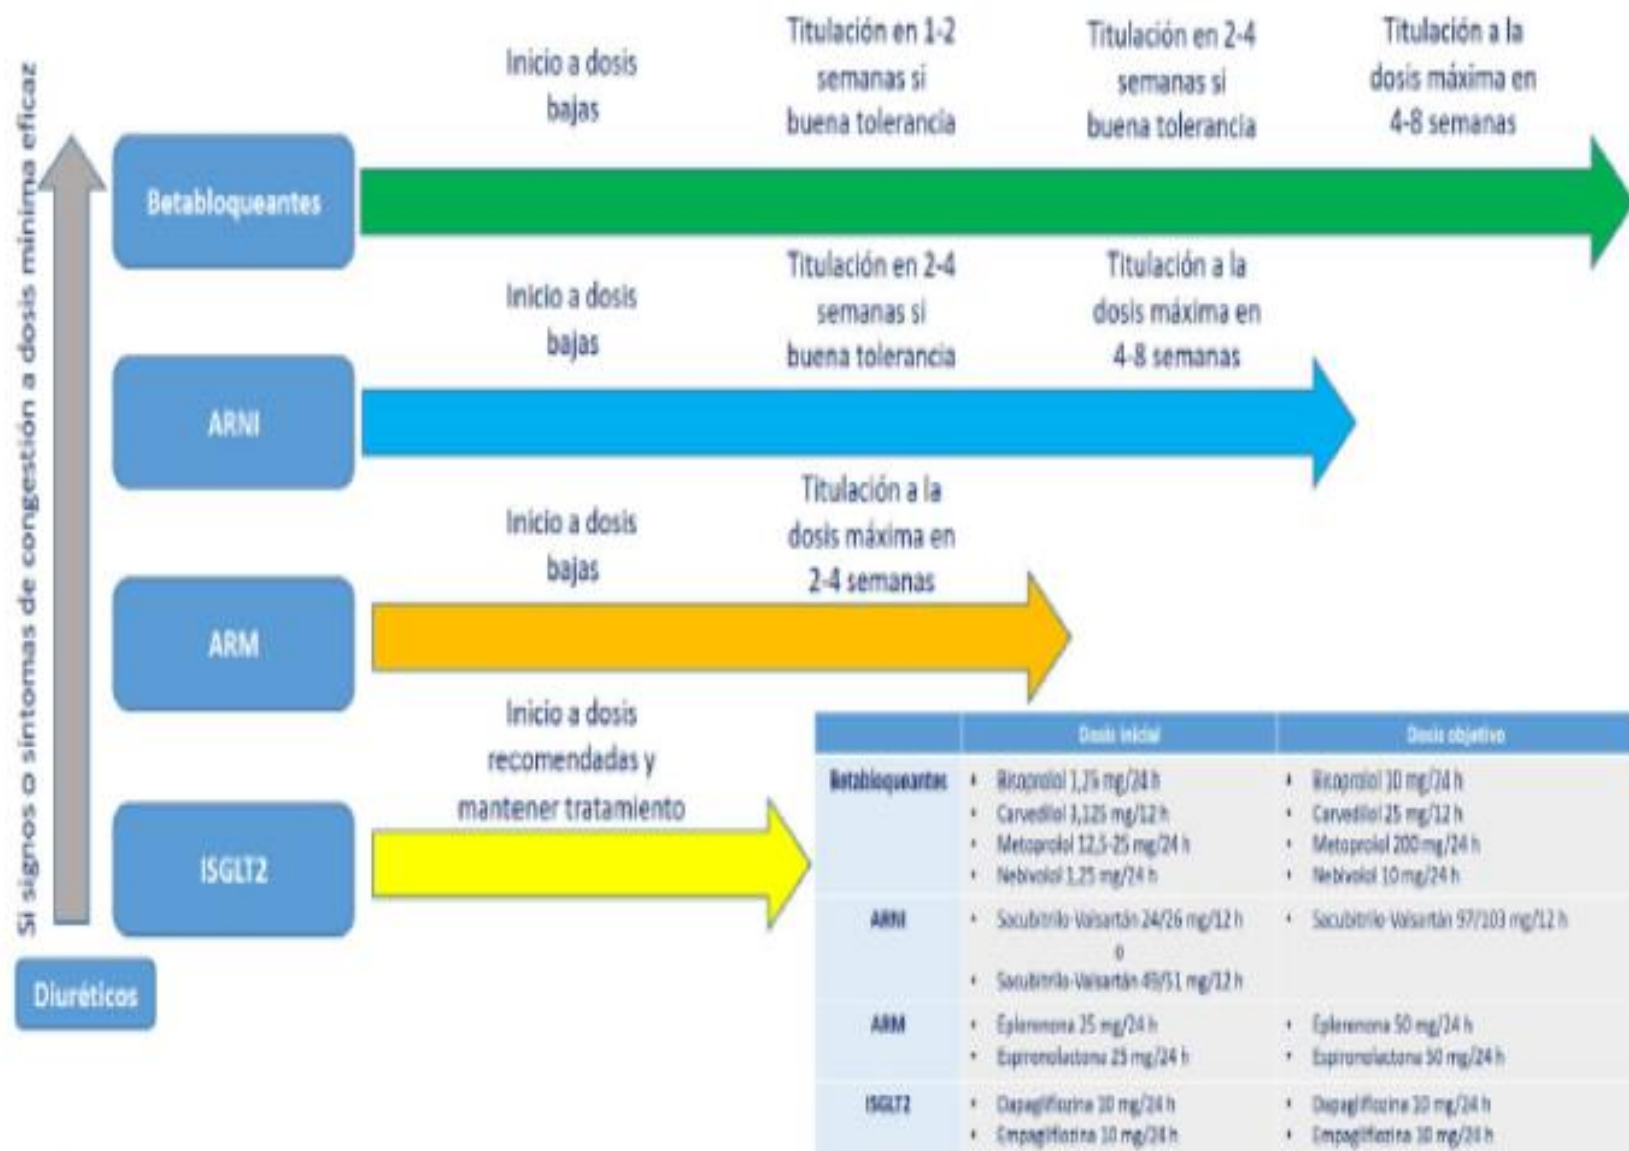 Si signos o síntomas de congestión a dosis mínima eficaz
Diuréticos
Betabloqueantes
Inicio a dosis
bajas
Titulación en 1-2
semanas si
buena tolerancia
Titulación en 2-4
semanas si
buena tolerancia
Titulación a la
dosis máxima en
4-8 semanas
ARNI
Inicio a dosis
bajas
Titulación en 2-4
semanas si
buena tolerancia
Titulación a la
dosis máxima en
4-8 semanas
ARM
Inicio a dosis
bajas
Titulación a la
dosis máxima en
2-4 semanas
ISGLT2
Inicio a dosis
recomendadas y
mantener tratamiento
Dosis inicial
Dosis objetivo
Betabloqueantes
• Bisoprolol 1,25 mg/24 h
• Carvedilol 3,125 mg/12 h
• Metoprolol 12,5-25 mg/24 h
• Nebivolol 1,25 mg/24 h
• Bisoprolol 10 mg/24 h
• Carvedilol 25 mg/12 h
• Metoprolol 200 mg/24 h
• Nebivolol 10 mg/24 h
ARNI
• Sacubitrilo-Valsartán 24/26 mg/12 h
o
• Sacubitrilo-Valsartán 49/51 mg/12 h
• Sacubitrilo-Valsartán 97/103 mg/12 h
ARM
• Eplerenona 25 mg/24 h
• Espironolactona 25 mg/24 h
• Eplerenona 50 mg/24 h
• Espironolactona 50 mg/24 h
ISGLT2
• Dapagliflozina 10 mg/24 h
• Empagliflozina 10 mg/24 h
• Dapagliflozina 10 mg/24 h
• Empagliflozina 10 mg/24 h